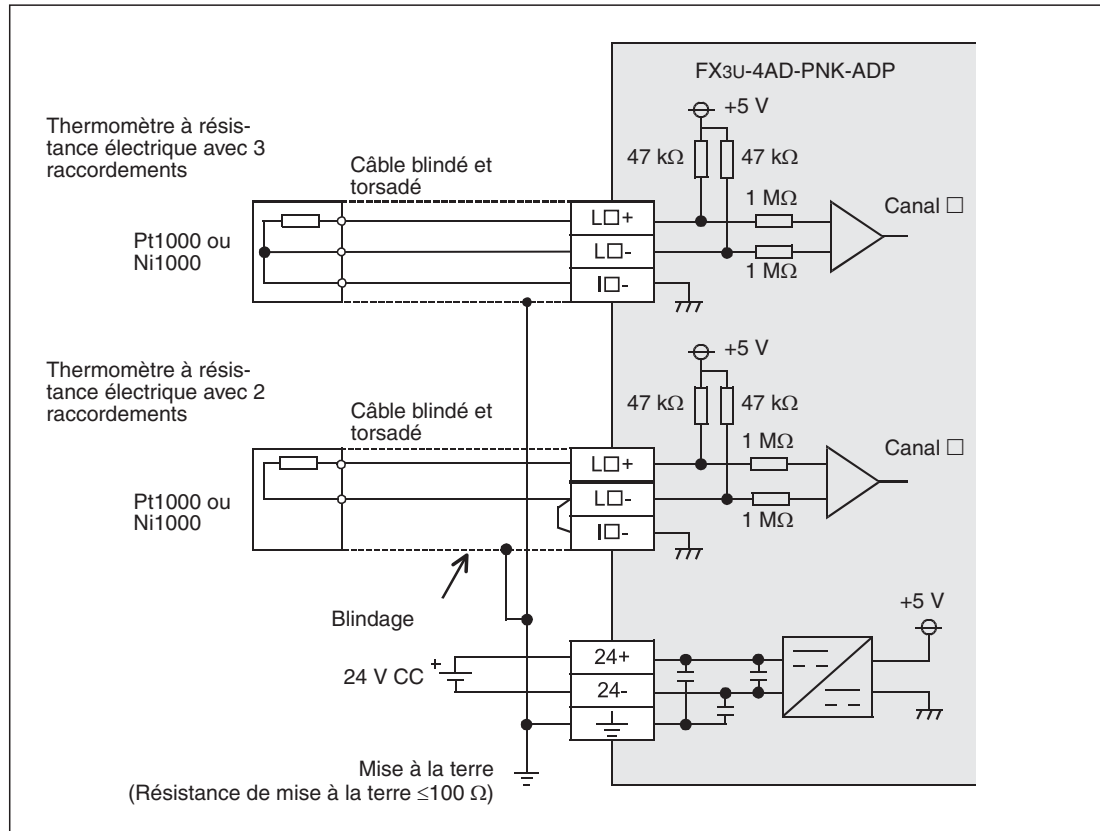 FX3U-4AD-PNK-ADP
+5 V
Thermomètre à résis-
tance électrique avec 3
raccordements
47 kΩ
47 kΩ
Câble blindé et
torsadé
1 MΩ
Canal □
L□+
Pt1000 ou
Ni1000
L□-
1 MΩ
I□-
+5 V
Thermomètre à résis-
tance électrique avec 2
raccordements
47 kΩ
47 kΩ
Câble blindé et
torsadé
1 MΩ
Canal □
L□+
Pt1000 ou
Ni1000
L□-
1 MΩ
I□-
Blindage
+5 V
24 V CC
+
24+
24-
Mise à la terre
(Résistance de mise à la terre ≤100 Ω)